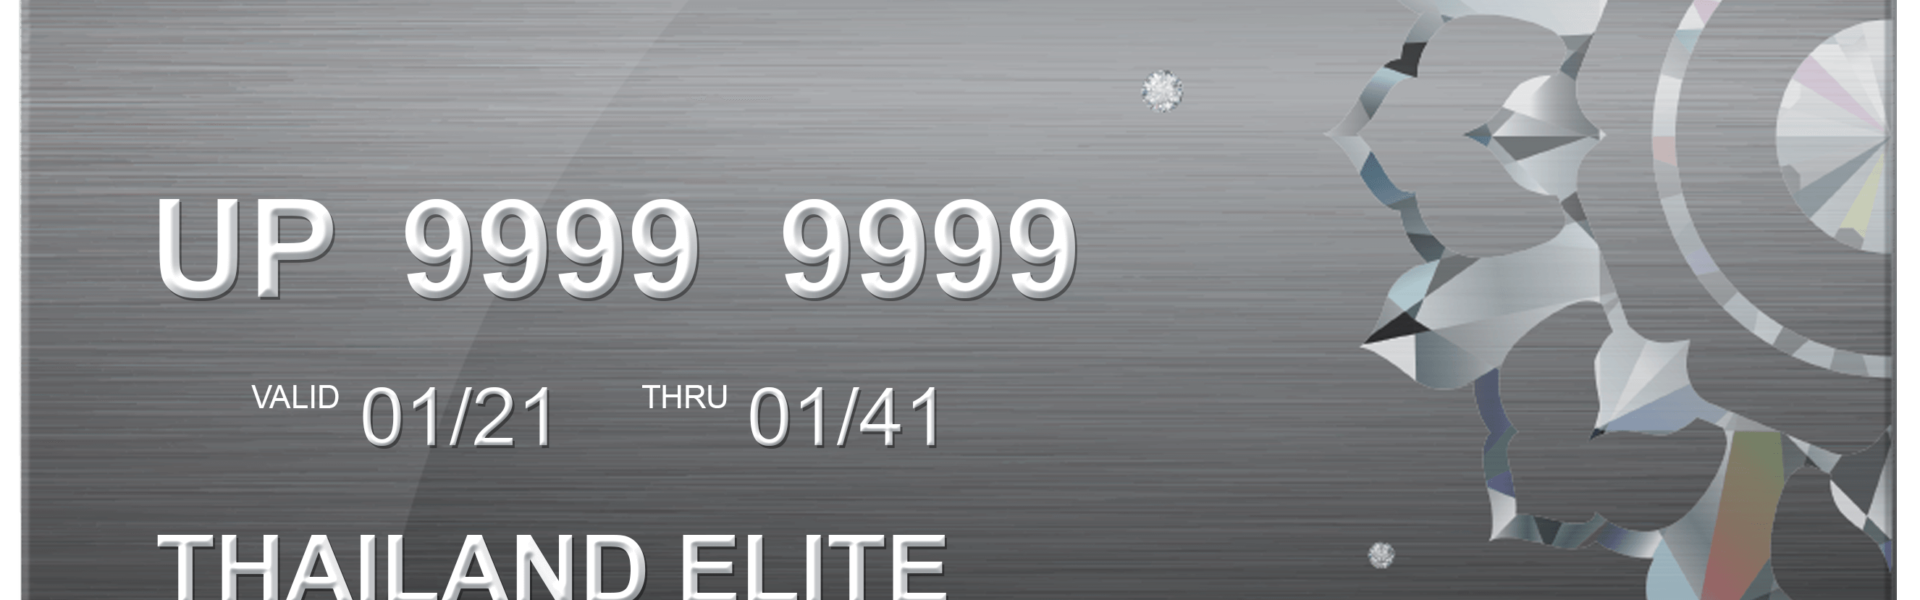 UP 9999 9999
VALID 01/21 THRU 01/41
THAILAND ELITE